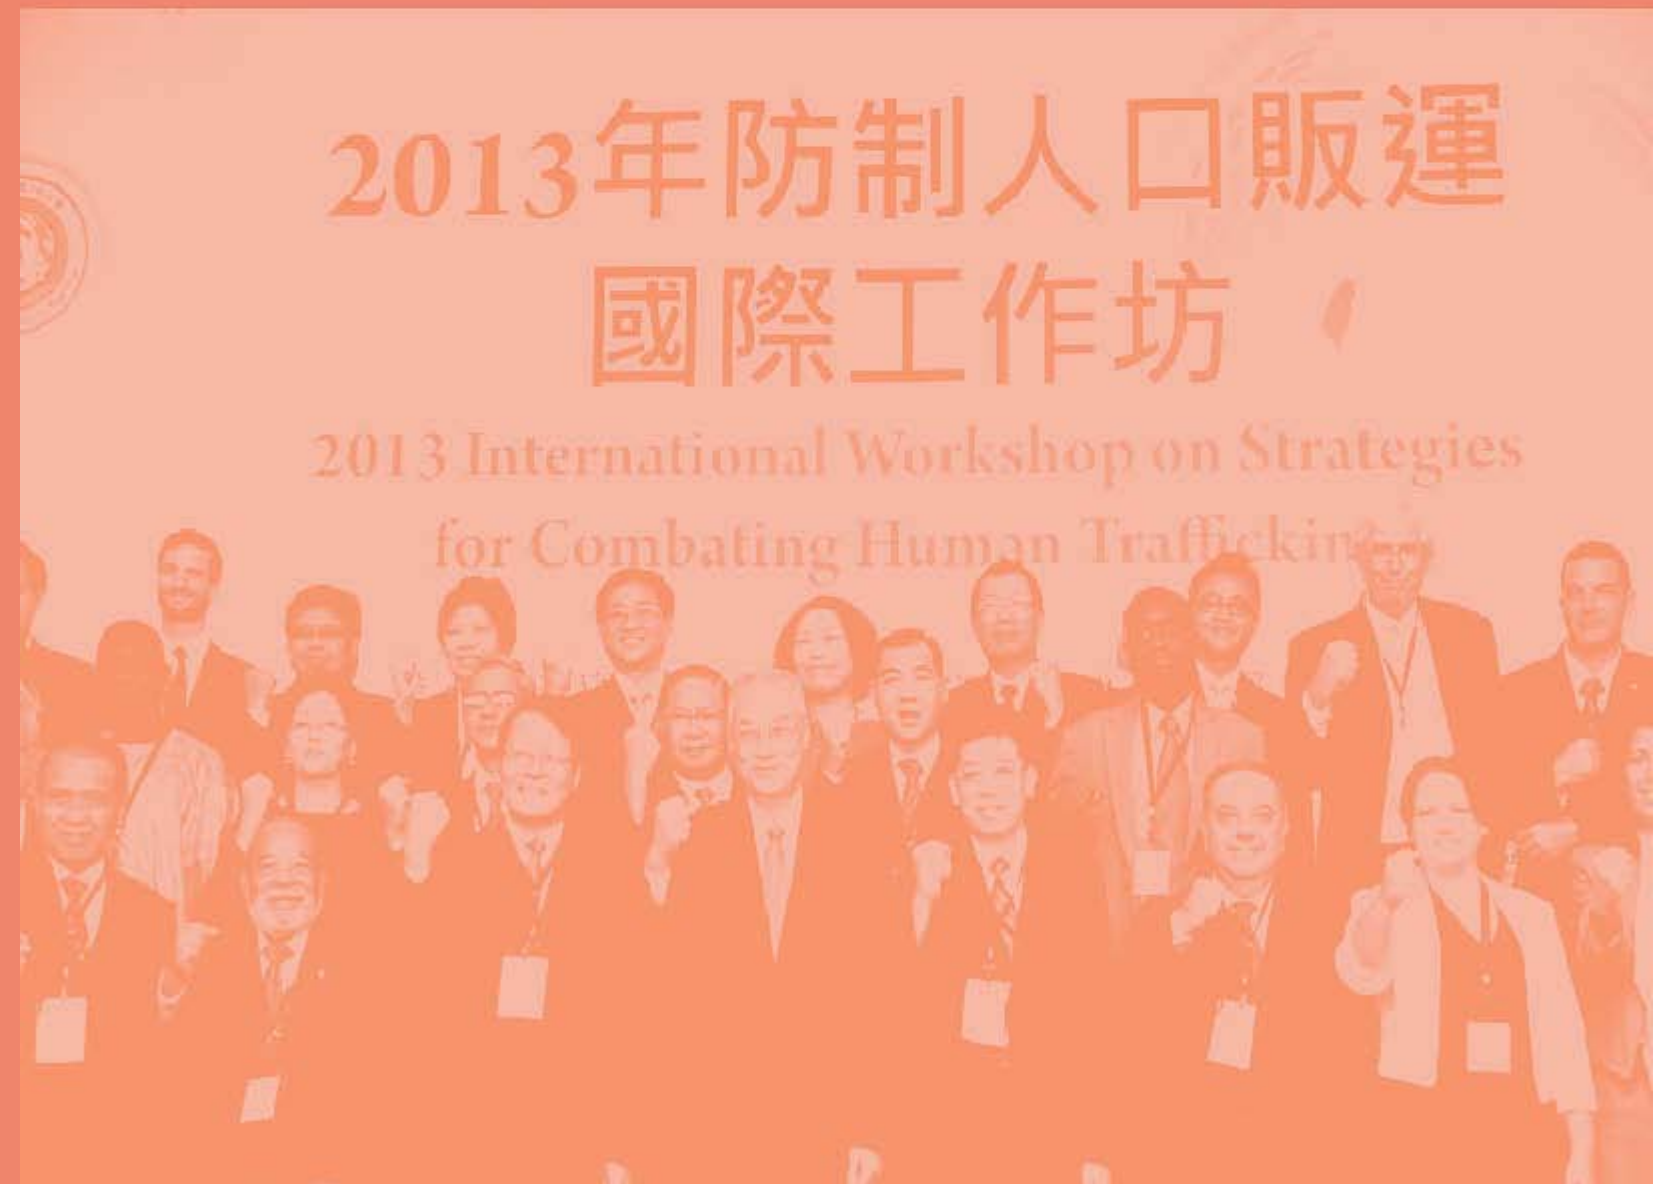 2013年防制人口販運
國際工作坊
2013 International Workshop on Strategies
for Combating Human Trafficking